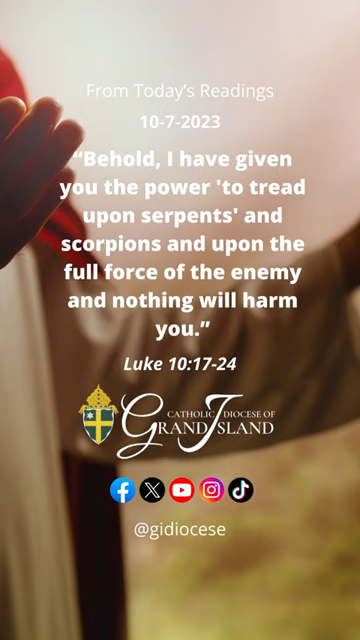 From Today's Readings
10-7-2023
“Behold, I have given
you the power 'to tread
upon serpents' and
scorpions and upon the
full force of the enemy
and nothing will harm
you.”
Luke 10:17-24
CATHOLIC DIOCESE OF
GRAND ISLAND
@gidiocese